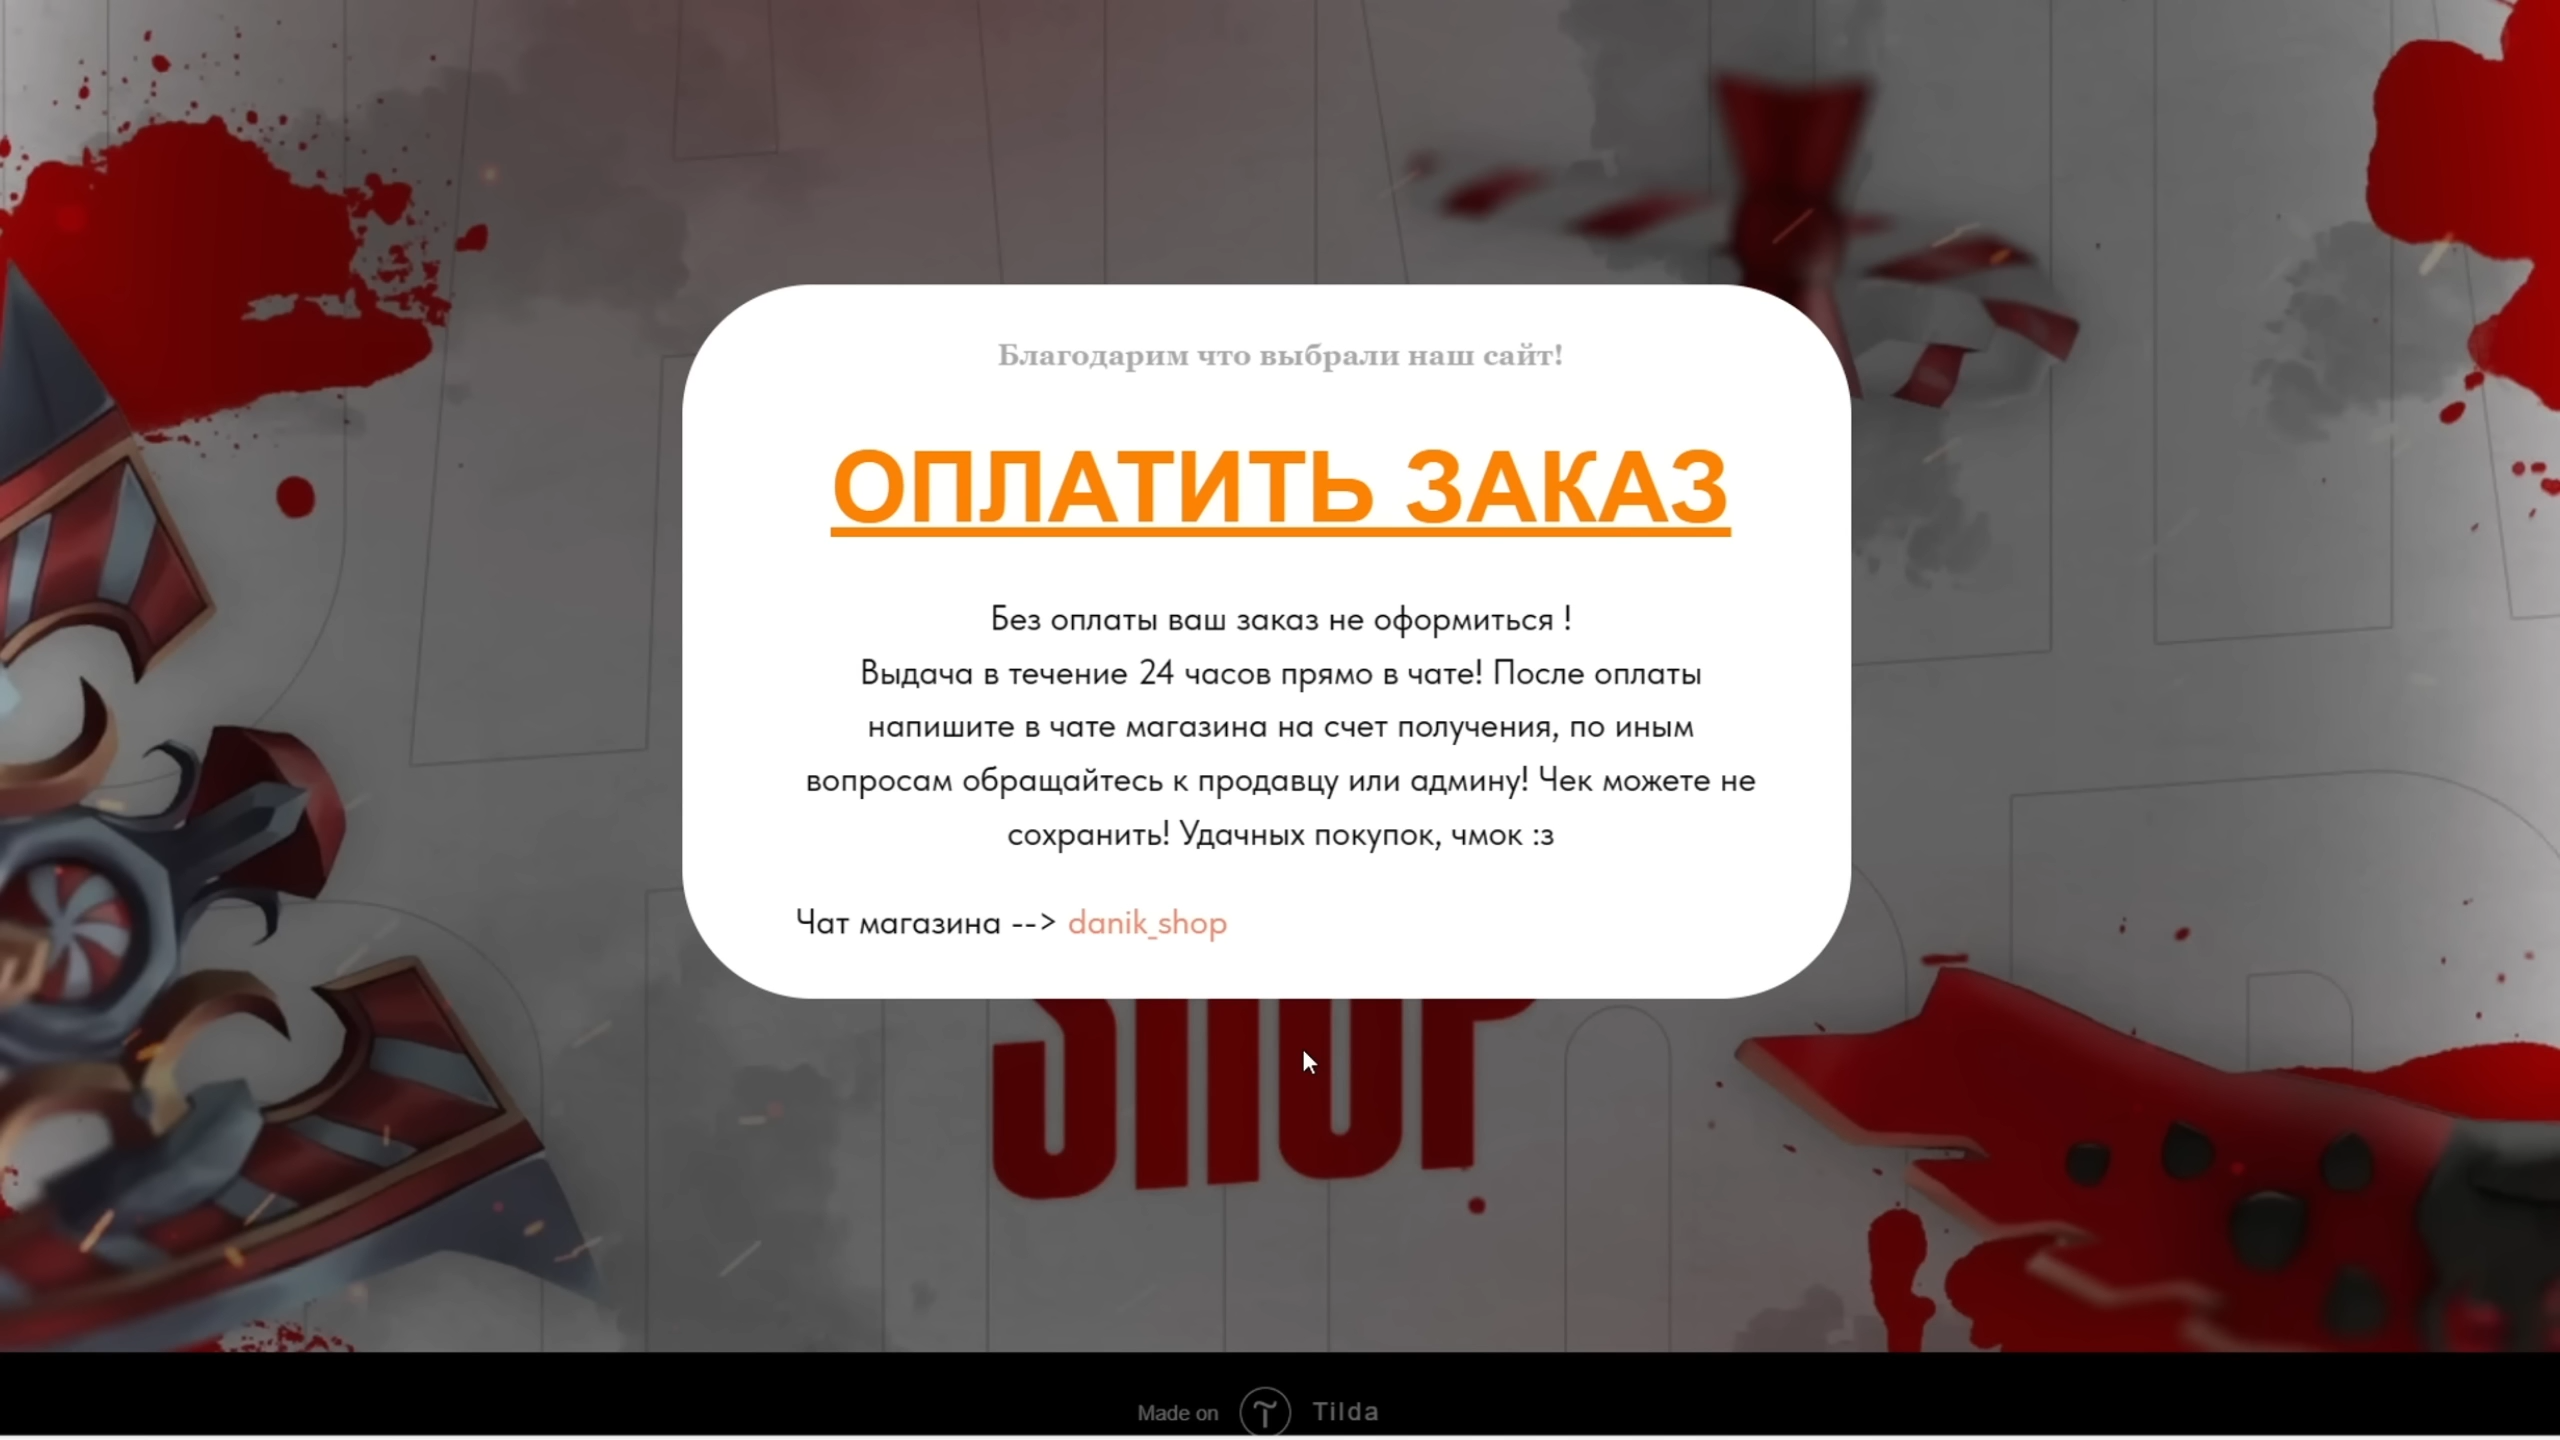 Благодарим что выбрали наш сайт!
ОПЛАТИТЬ ЗАКАЗ
Без оплаты ваш заказ не оформиться !
Выдача в течение 24 часов прямо в чате! После оплаты
напишите в чате магазина на счет получения, по иным
вопросам обращайтесь к продавцу или админу! Чек можете не
сохранить! Удачных покупок, чмок :з
Чат магазина --> danik_shop
SHOP
Made on Tilda